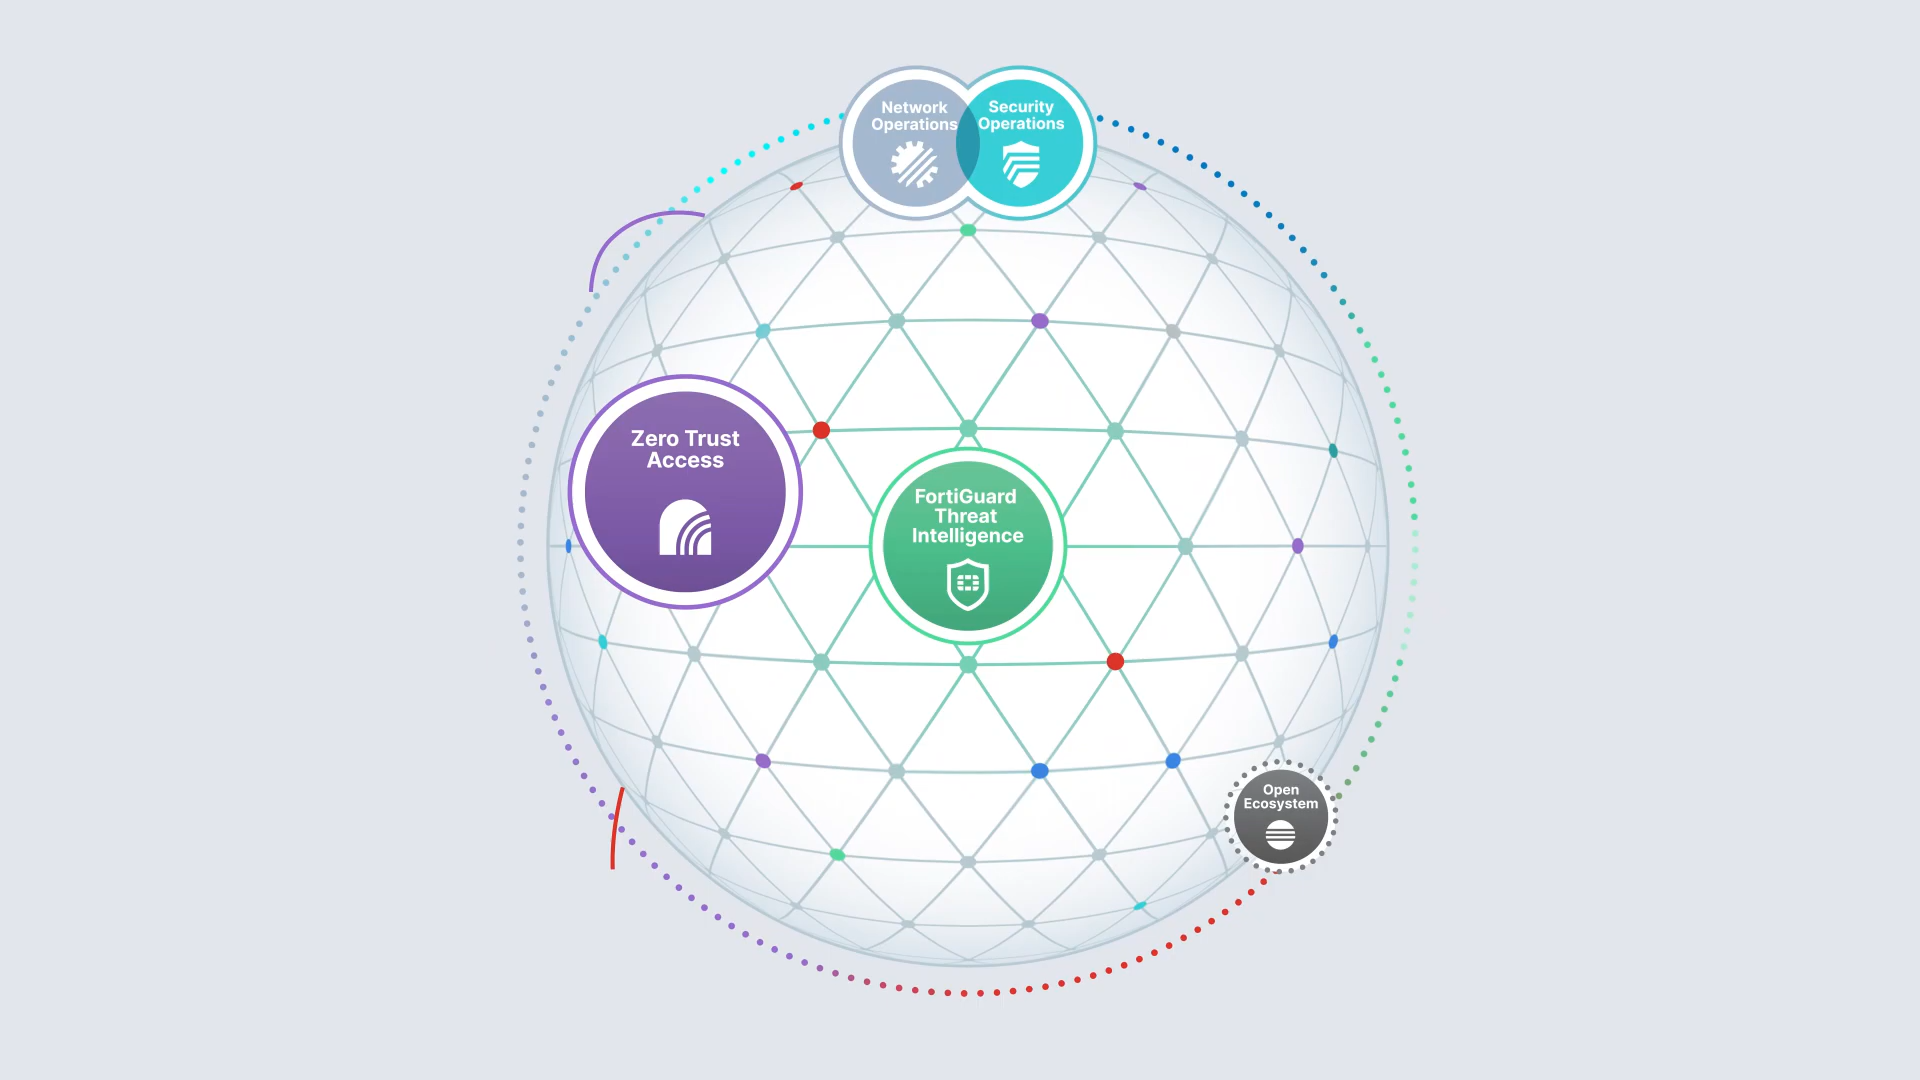 Network
Operations
Security
Operations
Zero Trust
Access
FortiGuard
Threat
Intelligence
Open
Ecosystem